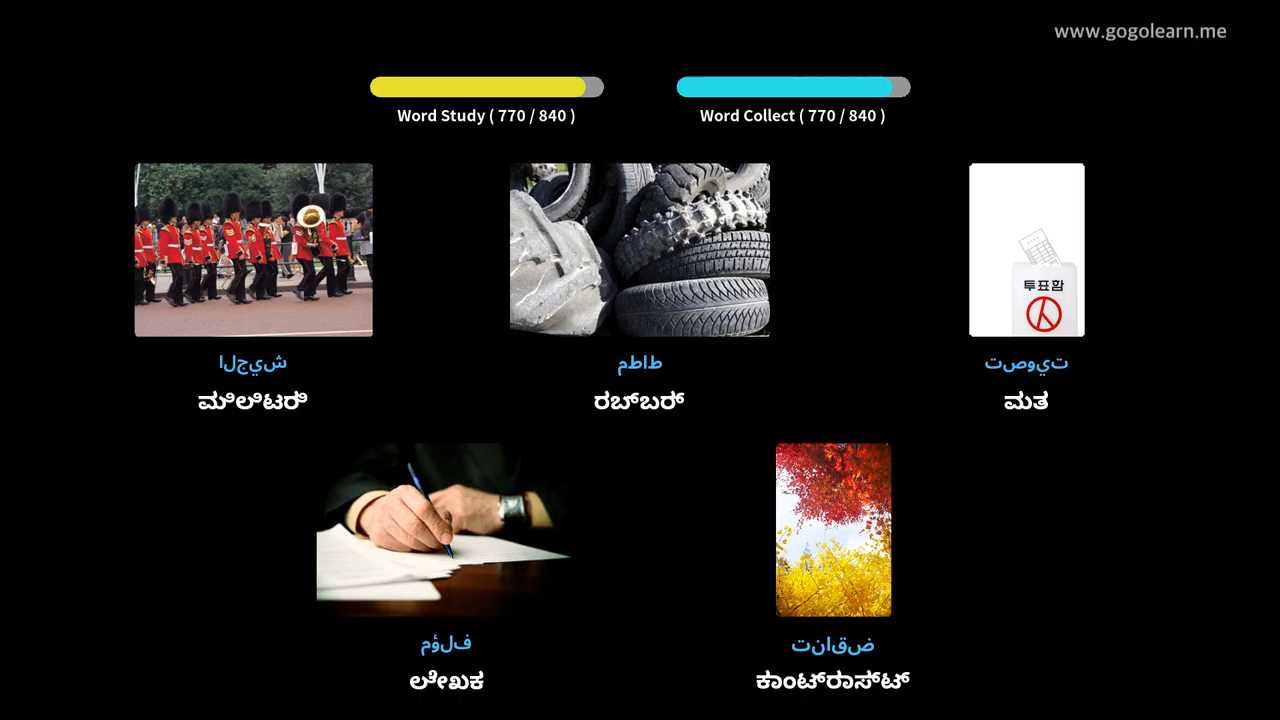 www.gogolearn.me
Word Study ( 770 / 840 )
Word Collect ( 770 / 840 )
투표함
الجيش
مطاط
تصويت
ಮಿಲಿಟರಿ
ರಬ್ಬರ್
ಮತ
مؤلف
تناقض
ಲೇಖಕ
ಕಾಂಟ್ರಾಸ್ಟ್